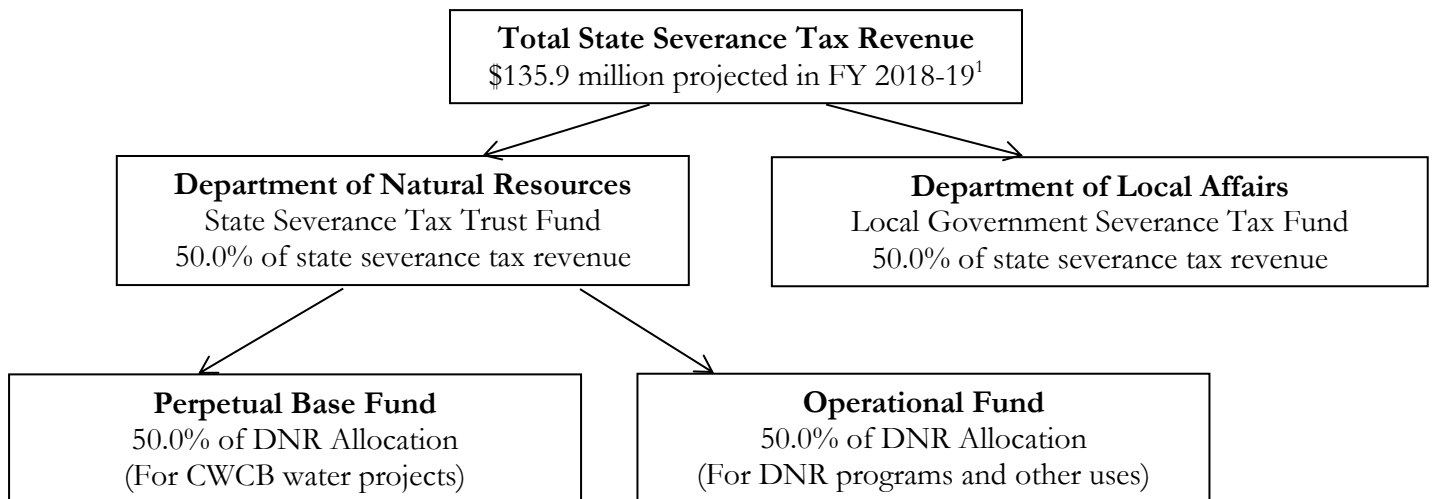 Total State Severance Tax Revenue
$135.9 million projected in FY 2018-19¹
Department of Natural Resources
State Severance Tax Trust Fund
50.0% of state severance tax revenue
Department of Local Affairs
Local Government Severance Tax Fund
50.0% of state severance tax revenue
Perpetual Base Fund
50.0% of DNR Allocation
(For CWCB water projects)
Operational Fund
50.0% of DNR Allocation
(For DNR programs and other uses)